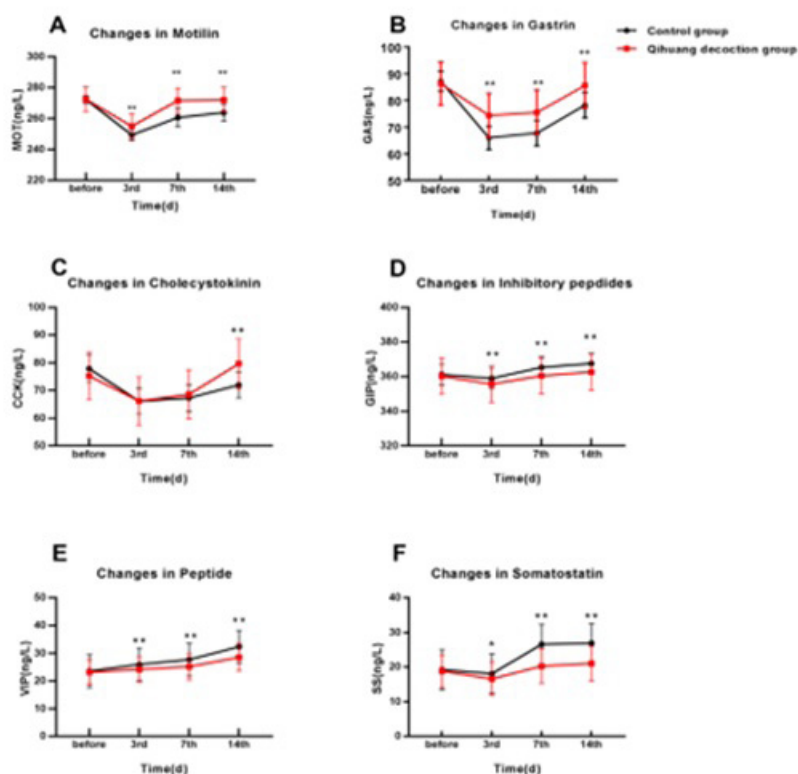 A
Changes in Motilin
MOT(ng/L)
300
280
260
240
220
**
**
**
before 3rd 7th 14th
Time(d)
B
Changes in Gastrin
GAS(ng/L)
100
90
80
70
60
50
**
**
**
before 3rd 7th 14th
Time(d)
Control group
Qihuang decoction group
C
Changes in Cholecystokinin
CCK(ng/L)
100
90
80
70
60
50
**
before 3rd 7th 14th
Time(d)
D
Changes in Inhibitory pepdides
GIP(ng/L)
400
380
360
340
320
**
**
**
before 3rd 7th 14th
Time(d)
E
Changes in Peptide
VIP(ng/L)
50
40
30
20
10
0
**
**
**
before 3rd 7th 14th
Time(d)
F
Changes in Somatostatin
SS(ng/L)
40
30
20
10
0
*
**
**
before 3rd 7th 14th
Time(d)